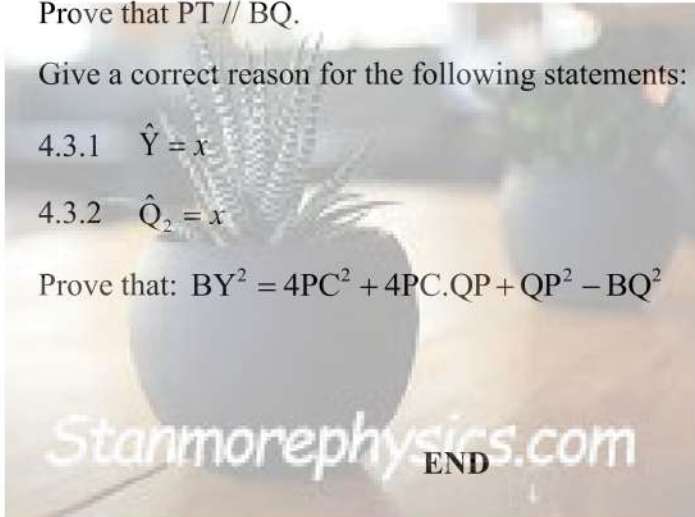 Prove that PT // BQ.
Give a correct reason for the following statements:
4.3.1 Ŷ = x
4.3.2 Q̂₂ = x
Prove that: BY² = 4PC² + 4PC.QP + QP² − BQ²
Stanmorephysics.com
END